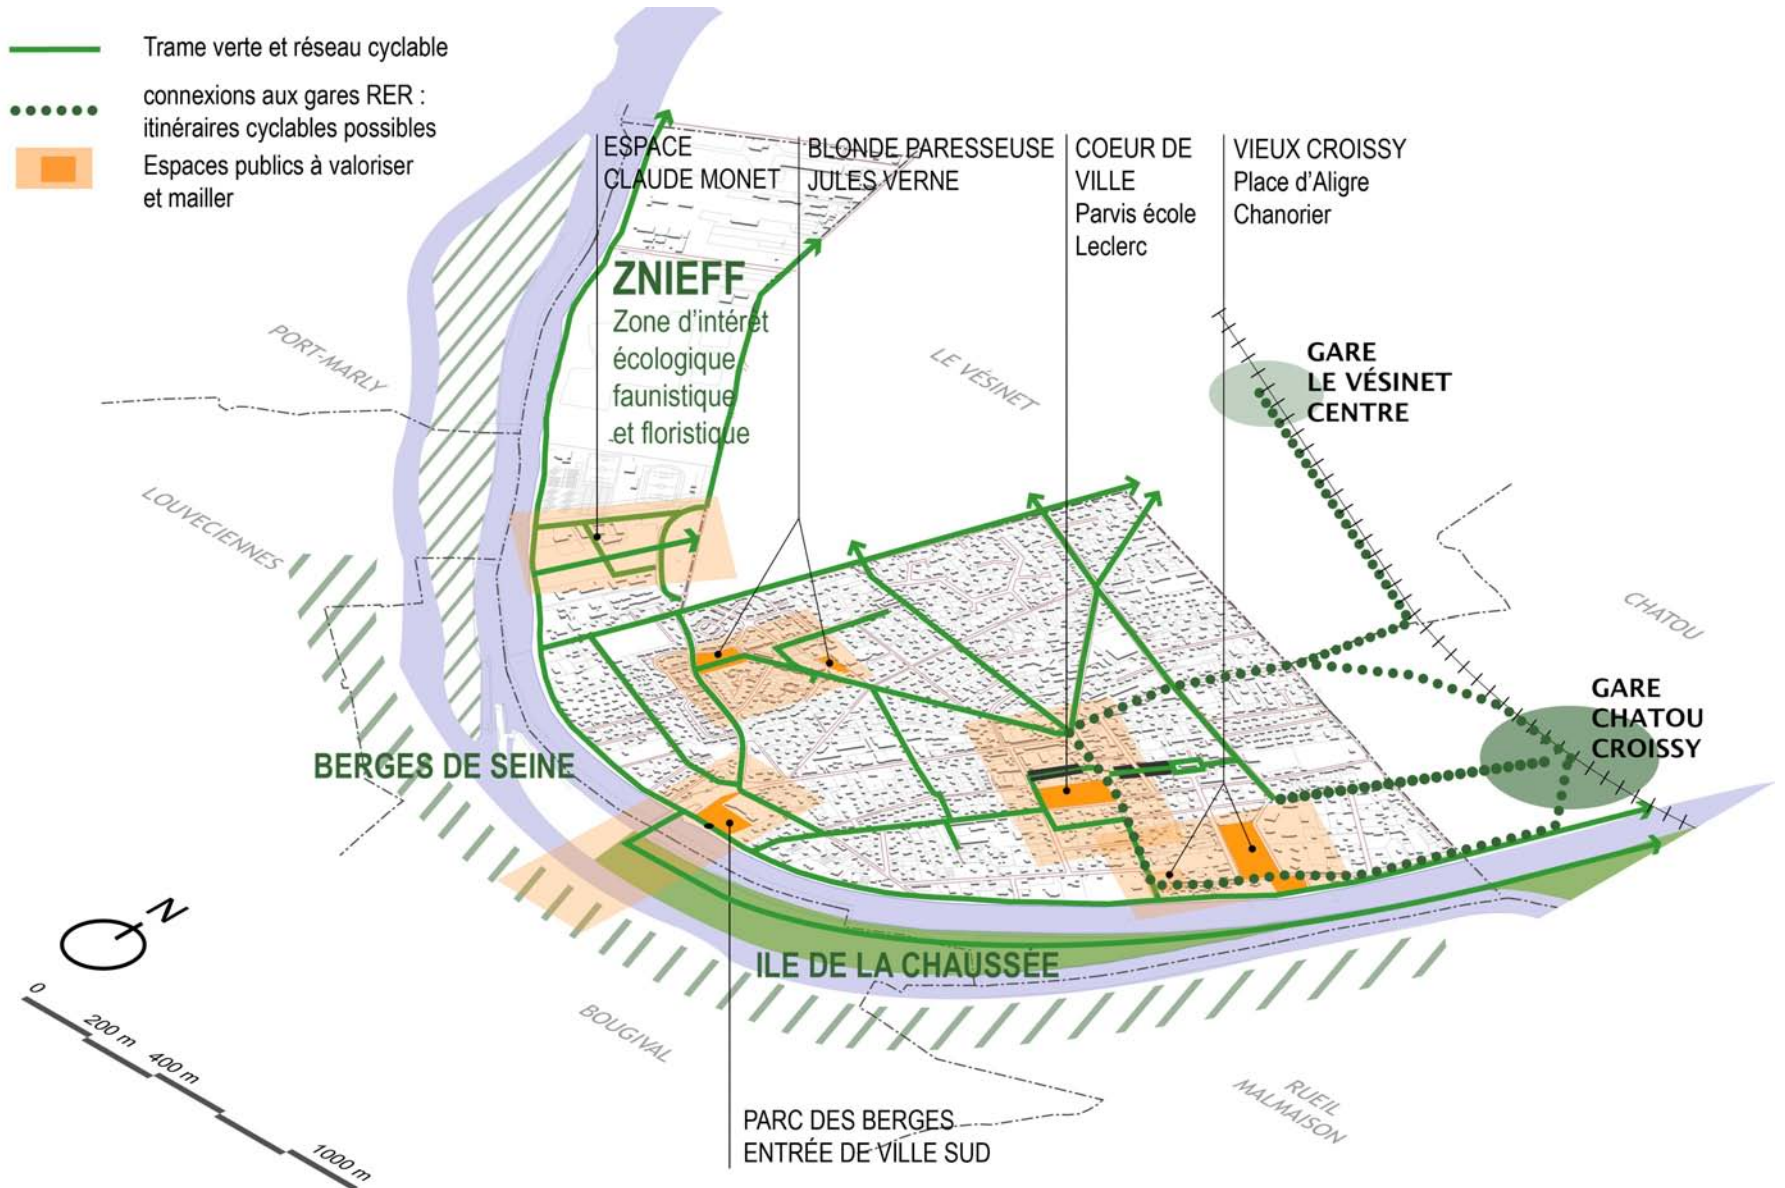 Trame verte et réseau cyclable
connexions aux gares RER :
itinéraires cyclables possibles
Espaces publics à valoriser
et mailler
ESPACE
CLAUDE MONET
BLONDE PARESSEUSE
JULES VERNE
COEUR DE
VILLE
Parvis école
Leclerc
VIEUX CROISSY
Place d'Aligre
Chanorier
ZNIEFF
Zone d'intérêt
écologique
faunistique
et floristique
PORT-MARLY
LE VÉSINET
GARE
LE VÉSINET
CENTRE
LOUVECIENNES
CHATOU
GARE
CHATOU
CROISSY
BERGES DE SEINE
N
ILE DE LA CHAUSSÉE
0
200 m
400 m
1000 m
BOUGIVAL
RUEIL
MALMAISON
PARC DES BERGES
ENTRÉE DE VILLE SUD